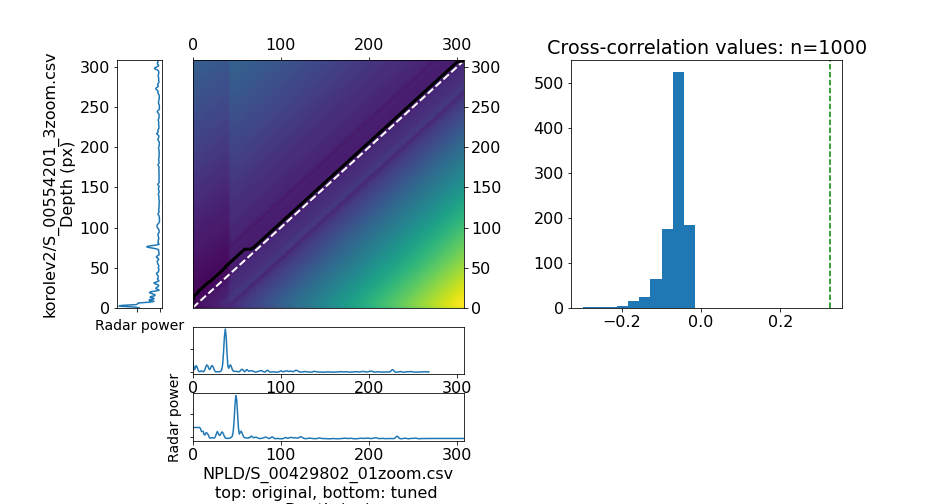 0 100 200 300
Cross-correlation values: n=1000
korolev2/S_00554201_3zoom.csv
Depth (px)
300
250
200
150
100
50
0
300
250
200
150
100
50
0
500
400
300
200
100
0
−0.2 0.0 0.2
Radar power
0 100 200 300
Radar power
0 100 200 300
NPLD/S_00429802_01zoom.csv
top: original, bottom: tuned